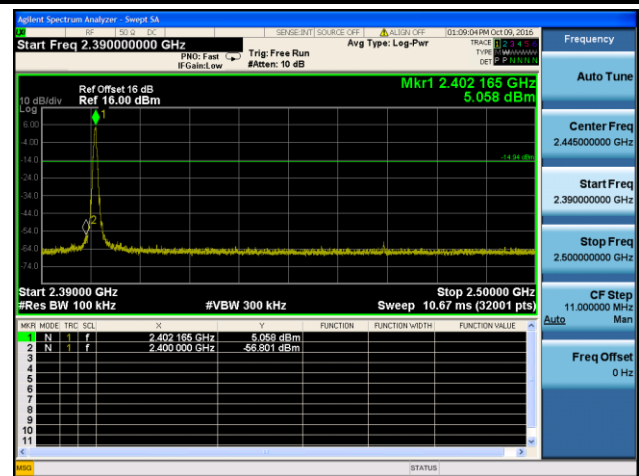 Agilent Spectrum Analyzer - Swept SA
RF 50 Ω DC SENSE:INT SOURCE OFF ALIGN OFF 01:09:04 PM Oct 09, 2016
Start Freq 2.390000000 GHz
PNO: Fast
IFGain:Low
Trig: Free Run
#Atten: 10 dB
Avg Type: Log-Pwr
TRACE 1 2 3 4 5 6
TYPE
DET P P N N N N
Ref Offset 16 dB
10 dB/div Ref 16.00 dBm
Log
Mkr1 2.402 165 GHz
5.058 dBm
1
6.00
-4.00
-14.0
-14.94 dBm
-24.0
-34.0
-44.0
2
-54.0
-64.0
-74.0
Start 2.39000 GHz Stop 2.50000 GHz
#Res BW 100 kHz #VBW 300 kHz Sweep 10.67 ms (32001 pts)
MKR MODE TRC SCL X Y FUNCTION FUNCTION WIDTH FUNCTION VALUE
1 N 1 f 2.402 165 GHz 5.058 dBm
2 N 1 f 2.400 000 GHz -56.801 dBm
3
4
5
6
7
8
9
10
11
MSG STATUS
Frequency
Auto Tune
Center Freq
2.445000000 GHz
Start Freq
2.390000000 GHz
Stop Freq
2.500000000 GHz
CF Step
11.000000 MHz
Auto Man
Freq Offset
0 Hz